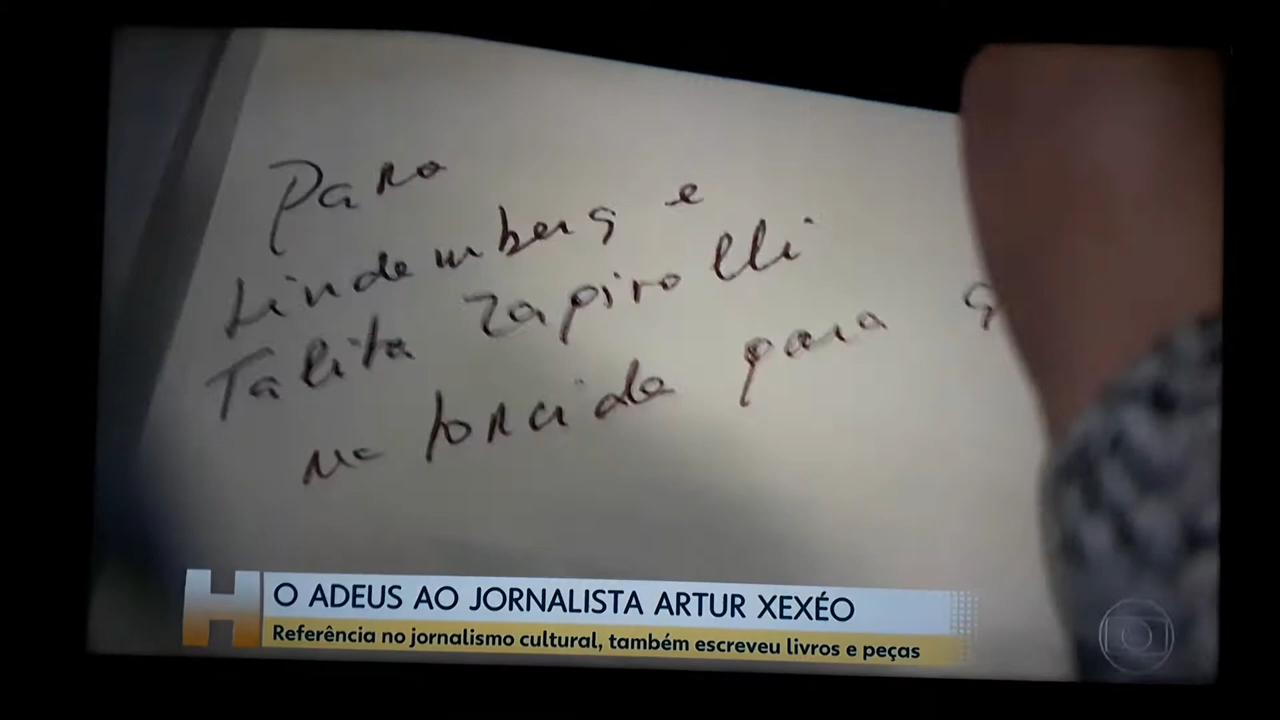 Para
Lindemberg e
Talita Zapirolli
na torcida para q
H O ADEUS AO JORNALISTA ARTUR XEXÉO
Referência no jornalismo cultural, também escreveu livros e peças